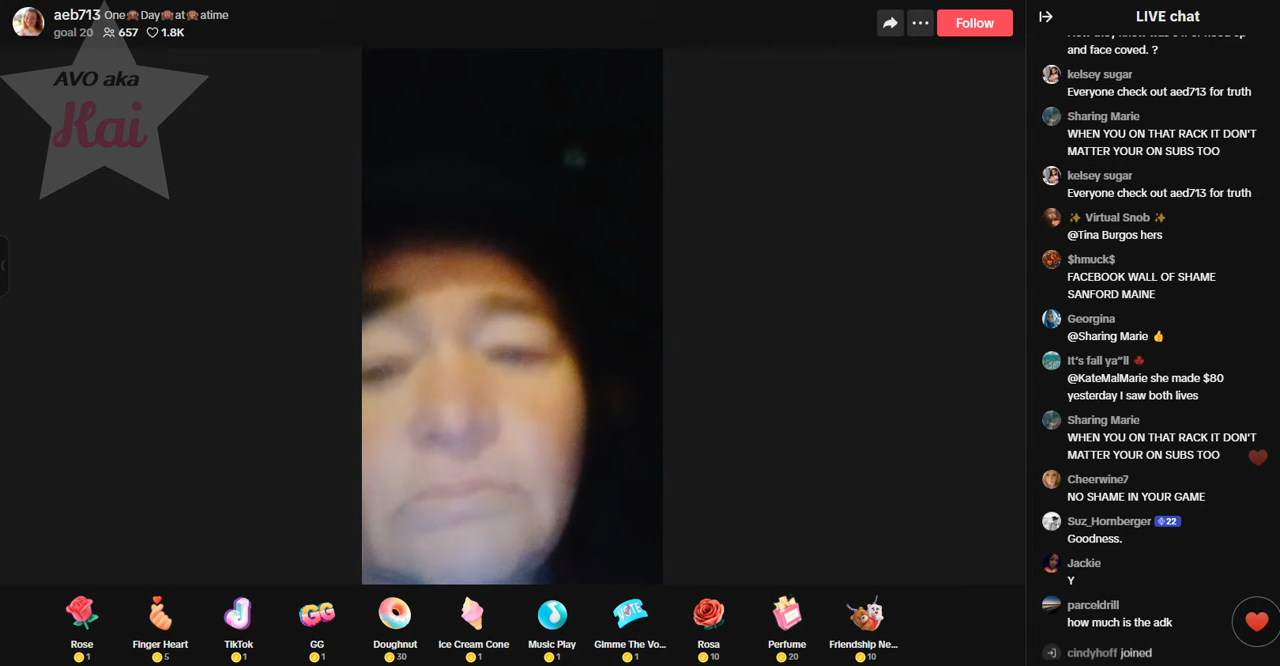 aeb713 One🙈Day🙈at🙈atime
goal 20 657 1.8K
Follow
AVO aka
Kai
LIVE chat
and face coved. ?
kelsey sugar
Everyone check out aed713 for truth
Sharing Marie
WHEN YOU ON THAT RACK IT DON'T
MATTER YOUR ON SUBS TOO
kelsey sugar
Everyone check out aed713 for truth
✨ Virtual Snob ✨
@Tina Burgos hers
$hmuck$
FACEBOOK WALL OF SHAME
SANFORD MAINE
Georgina
@Sharing Marie 👍
It's fall ya"ll 🍁
@KateMalMarie she made $80
yesterday I saw both lives
Sharing Marie
WHEN YOU ON THAT RACK IT DON'T
MATTER YOUR ON SUBS TOO
Cheerwine7
NO SHAME IN YOUR GAME
Suz_Hornberger 22
Goodness.
Jackie
Y
parceldrill
how much is the adk
cindyhoff joined
GG
VOTE
Rose Finger Heart TikTok GG Doughnut Ice Cream Cone Music Play Gimme The Vo... Rosa Perfume Friendship Ne...
1 5 1 1 30 1 1 1 10 20 10